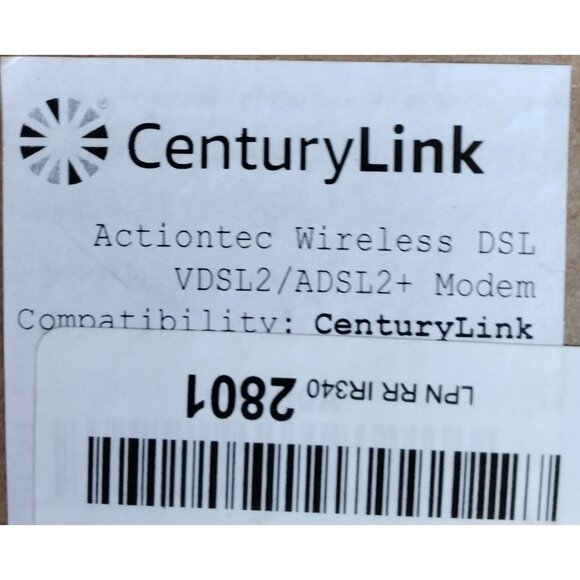 CenturyLink®
Actiontec Wireless DSL
VDSL2/ADSL2+ Modem
Compatibility: CenturyLink
LPN RR IR340 2801